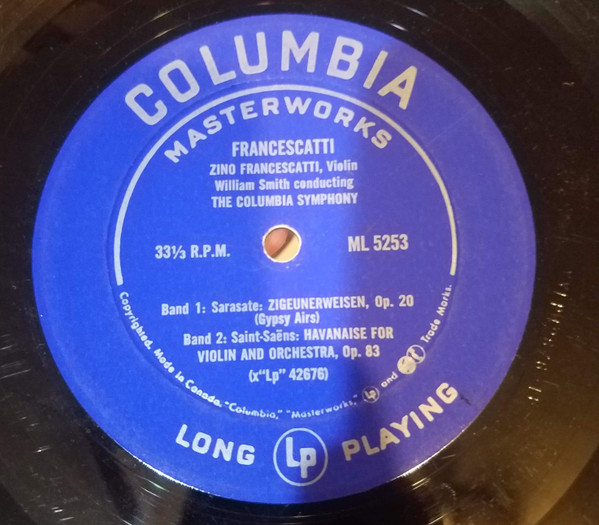 COLUMBIA
MASTERWORKS
FRANCESCATTI
ZINO FRANCESCATTI, Violin
William Smith conducting
THE COLUMBIA SYMPHONY
33⅓ R.P.M.
ML 5253
Band 1: Sarasate: ZIGEUNERWEISEN, Op. 20
(Gypsy Airs)
Band 2: Saint-Saëns: HAVANAISE FOR
VIOLIN AND ORCHESTRA, Op. 83
(x"Lp" 42676)
Copyrighted. Made in Canada. "Columbia," "Masterworks," Lp and Trade Marks.
LONG Lp PLAYING